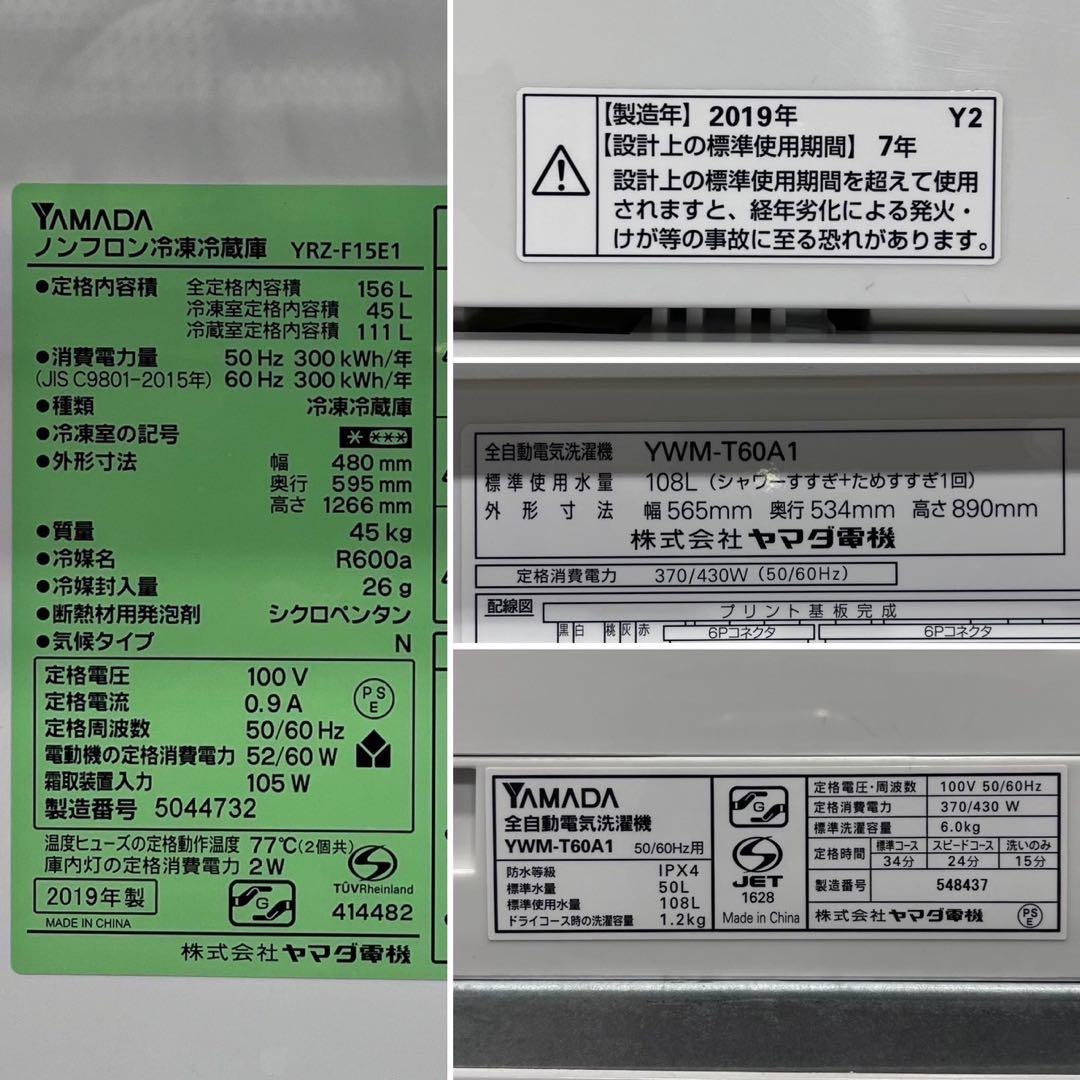 YAMADA
ノンフロン冷凍冷蔵庫 YRZ-F15E1
●定格内容積 全定格内容積 156 L
冷凍室定格内容積 45 L
冷蔵室定格内容積 111 L
●消費電力量 50 Hz 300 kWh/年
(JIS C9801-2015年) 60 Hz 300 kWh/年
●種類 冷凍冷蔵庫
●冷凍室の記号 * ***
●外形寸法 幅 480 mm
奥行 595 mm
高さ 1266 mm
●質量 45 kg
●冷媒名 R600a
●冷媒封入量 26 g
●断熱材用発泡剤 シクロペンタン
●気候タイプ N
定格電圧 100 V
定格電流 0.9 A
PS E
定格周波数 50/60 Hz
電動機の定格消費電力 52/60 W
霜取装置入力 105 W
製造番号 5044732
温度ヒューズの定格動作温度 77℃(2個共)
庫内灯の定格消費電力 2 W
S
TÜVRheinland
2019年製
G
414482
MADE IN CHINA
株式会社 ヤマダ電機
【製造年】 2019年 Y2
【設計上の標準使用期間】 7年
設計上の標準使用期間を超えて使用
されますと、経年劣化による発火・
けが等の事故に至る恐れがあります。
全自動電気洗濯機 YWM-T60A1
標準使用水量 108L (シャワーすすぎ+ためすすぎ1回)
外形寸法 幅 565mm 奥行 534mm 高さ 890mm
株式会社 ヤマダ電機
定格消費電力 370/430W (50/60Hz)
配線図 プリント基板完成
黒 白 桃 灰 赤 6Pコネクタ 6Pコネクタ
YAMADA
全自動電気洗濯機
YWM-T60A1 50/60Hz用
防水等級 IPX4
標準水量 50L
標準使用水量 108L
ドライコース時の洗濯容量 1.2kg
G
S
JET
1628
Made in China
定格電圧・周波数 100V 50/60Hz
定格消費電力 370/430 W
標準洗濯容量 6.0kg
定格時間 標準コース スピードコース 洗いのみ
34分 24分 15分
製造番号 548437
株式会社 ヤマダ電機 PS E